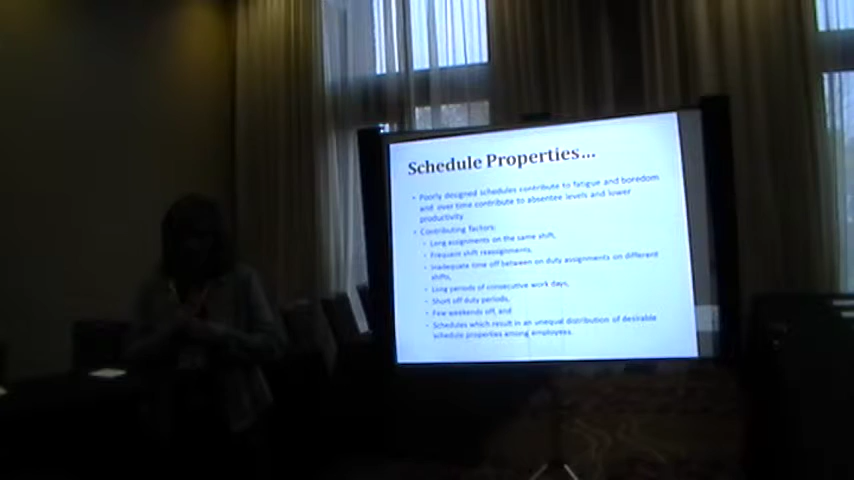 Schedule Properties...
• Poorly designed schedules contribute to fatigue and boredom
and over time contribute to absentee levels and lower
productivity.
• Contributing factors:
• Long assignments on the same shift,
• Frequent shift reassignments,
• Inadequate time off between on duty assignments on different
shifts,
• Long periods of consecutive work days,
• Short off duty periods,
• Few weekends off, and
• Schedules which result in an unequal distribution of desirable
schedule properties among employees.